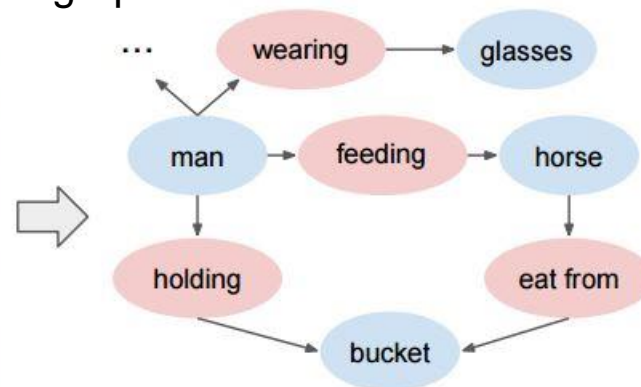 ... wearing glasses
man feeding horse
holding eat from
bucket